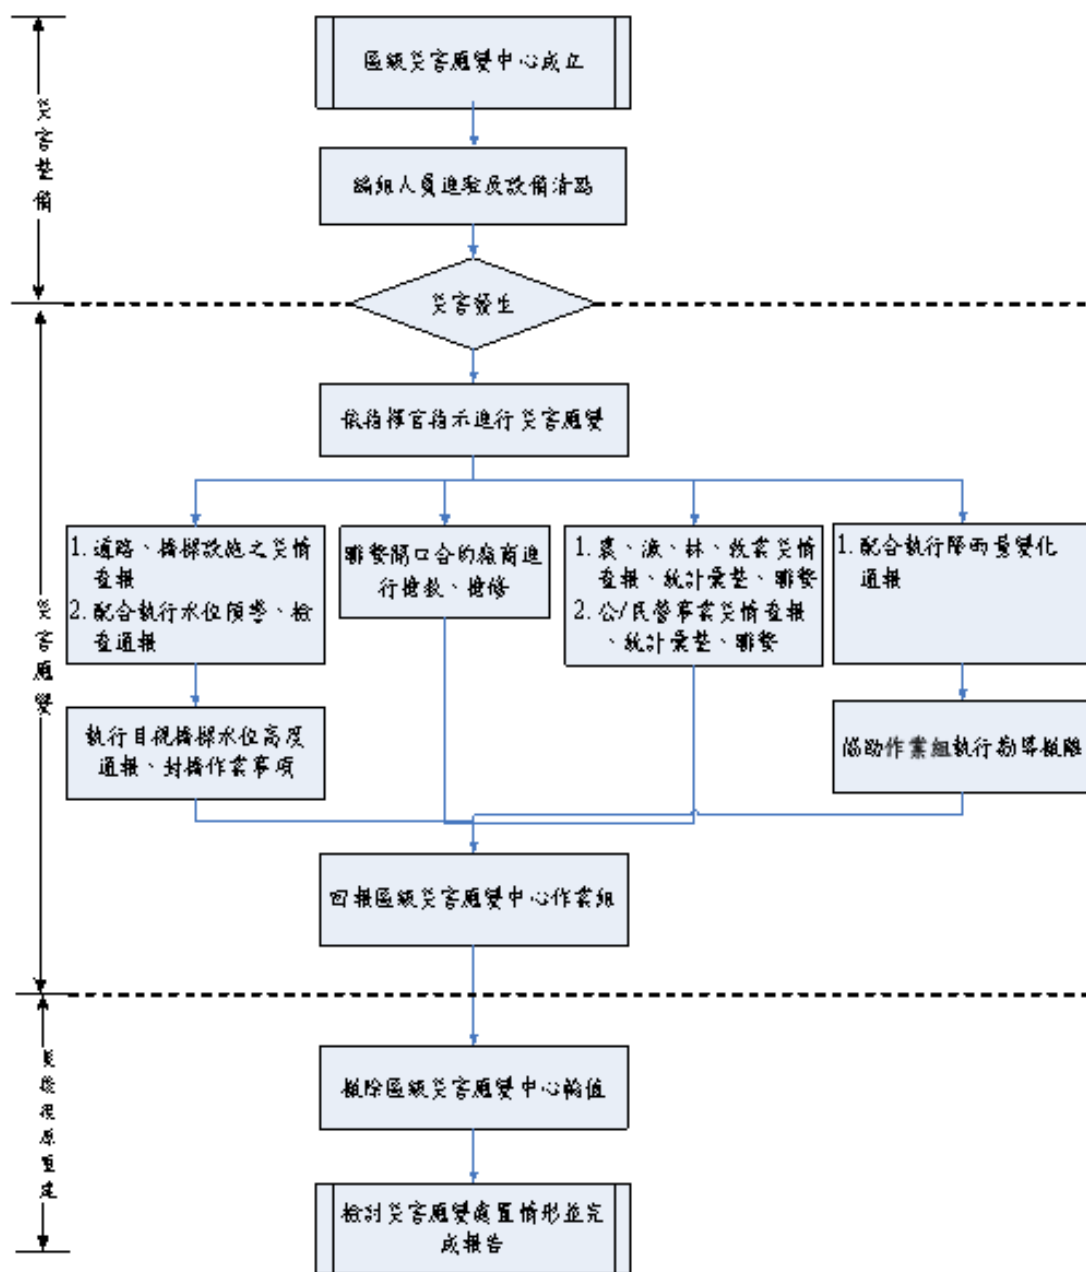 區級災害應變中心成立
災害整備
編組人員進駐及設備清點
災害發生
依指揮官指示進行災害應變
災害應變
1. 道路、橋樑設施之災情
查報
2. 配合執行水位預警、檢
查通報
聯繫開口合約廠商進
行搶救、搶修
1. 農、漁、林、牧業災情
查報、統計彙整、聯繫
2. 公/民營事業災情查報
、統計彙整、聯繫
1. 配合執行降雨量變化
通報
執行目視橋樑水位高度
通報、封橋作業事項
協助作業組執行勸導撤離
回報區級災害應變中心作業組
災後復原重建
撤除區級災害應變中心輪值
檢討災害應變處置情形並完
成報告